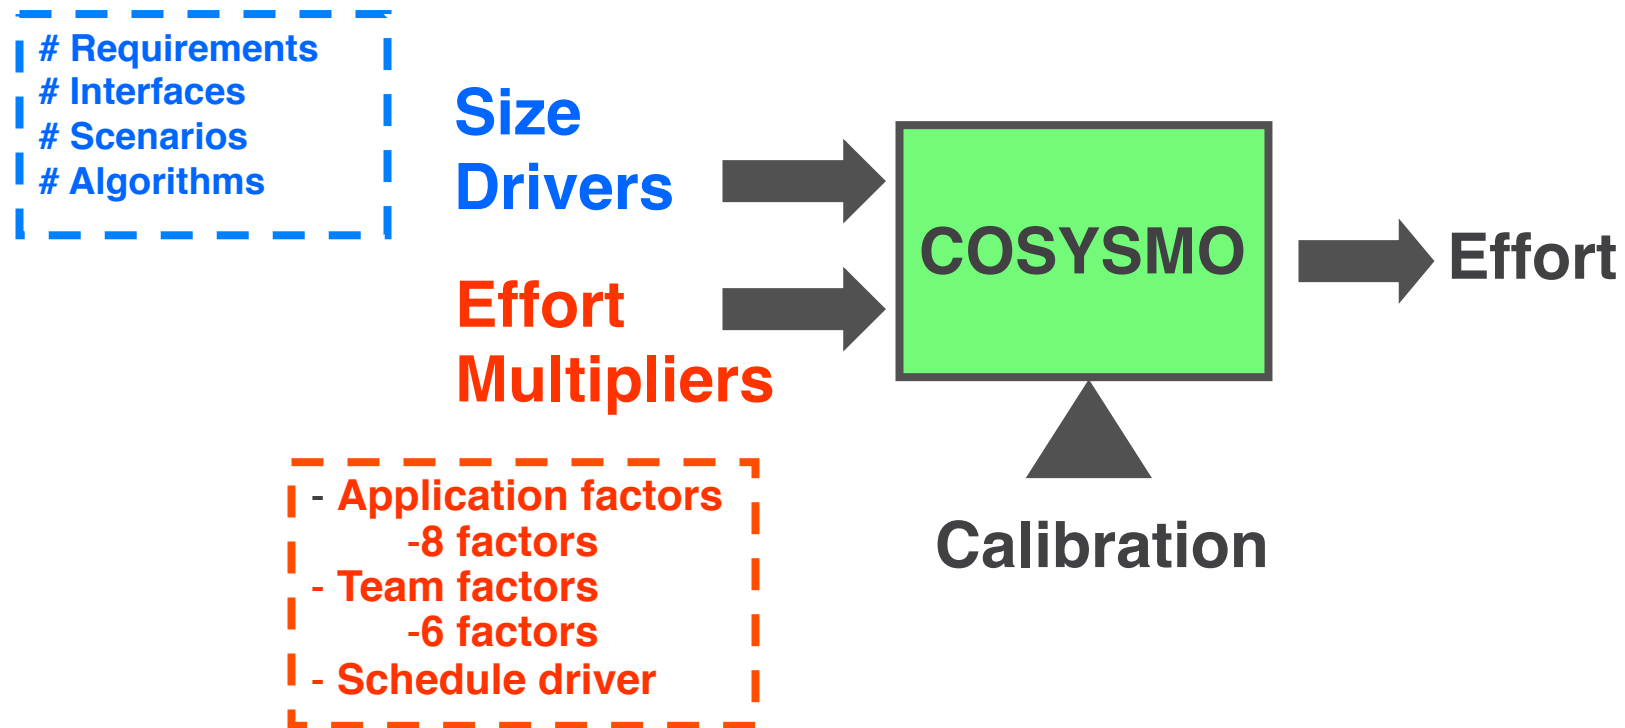 # Requirements
# Interfaces
# Scenarios
# Algorithms
Size
Drivers
Effort
Multipliers
- Application factors
-8 factors
- Team factors
-6 factors
- Schedule driver
COSYSMO
Calibration
Effort